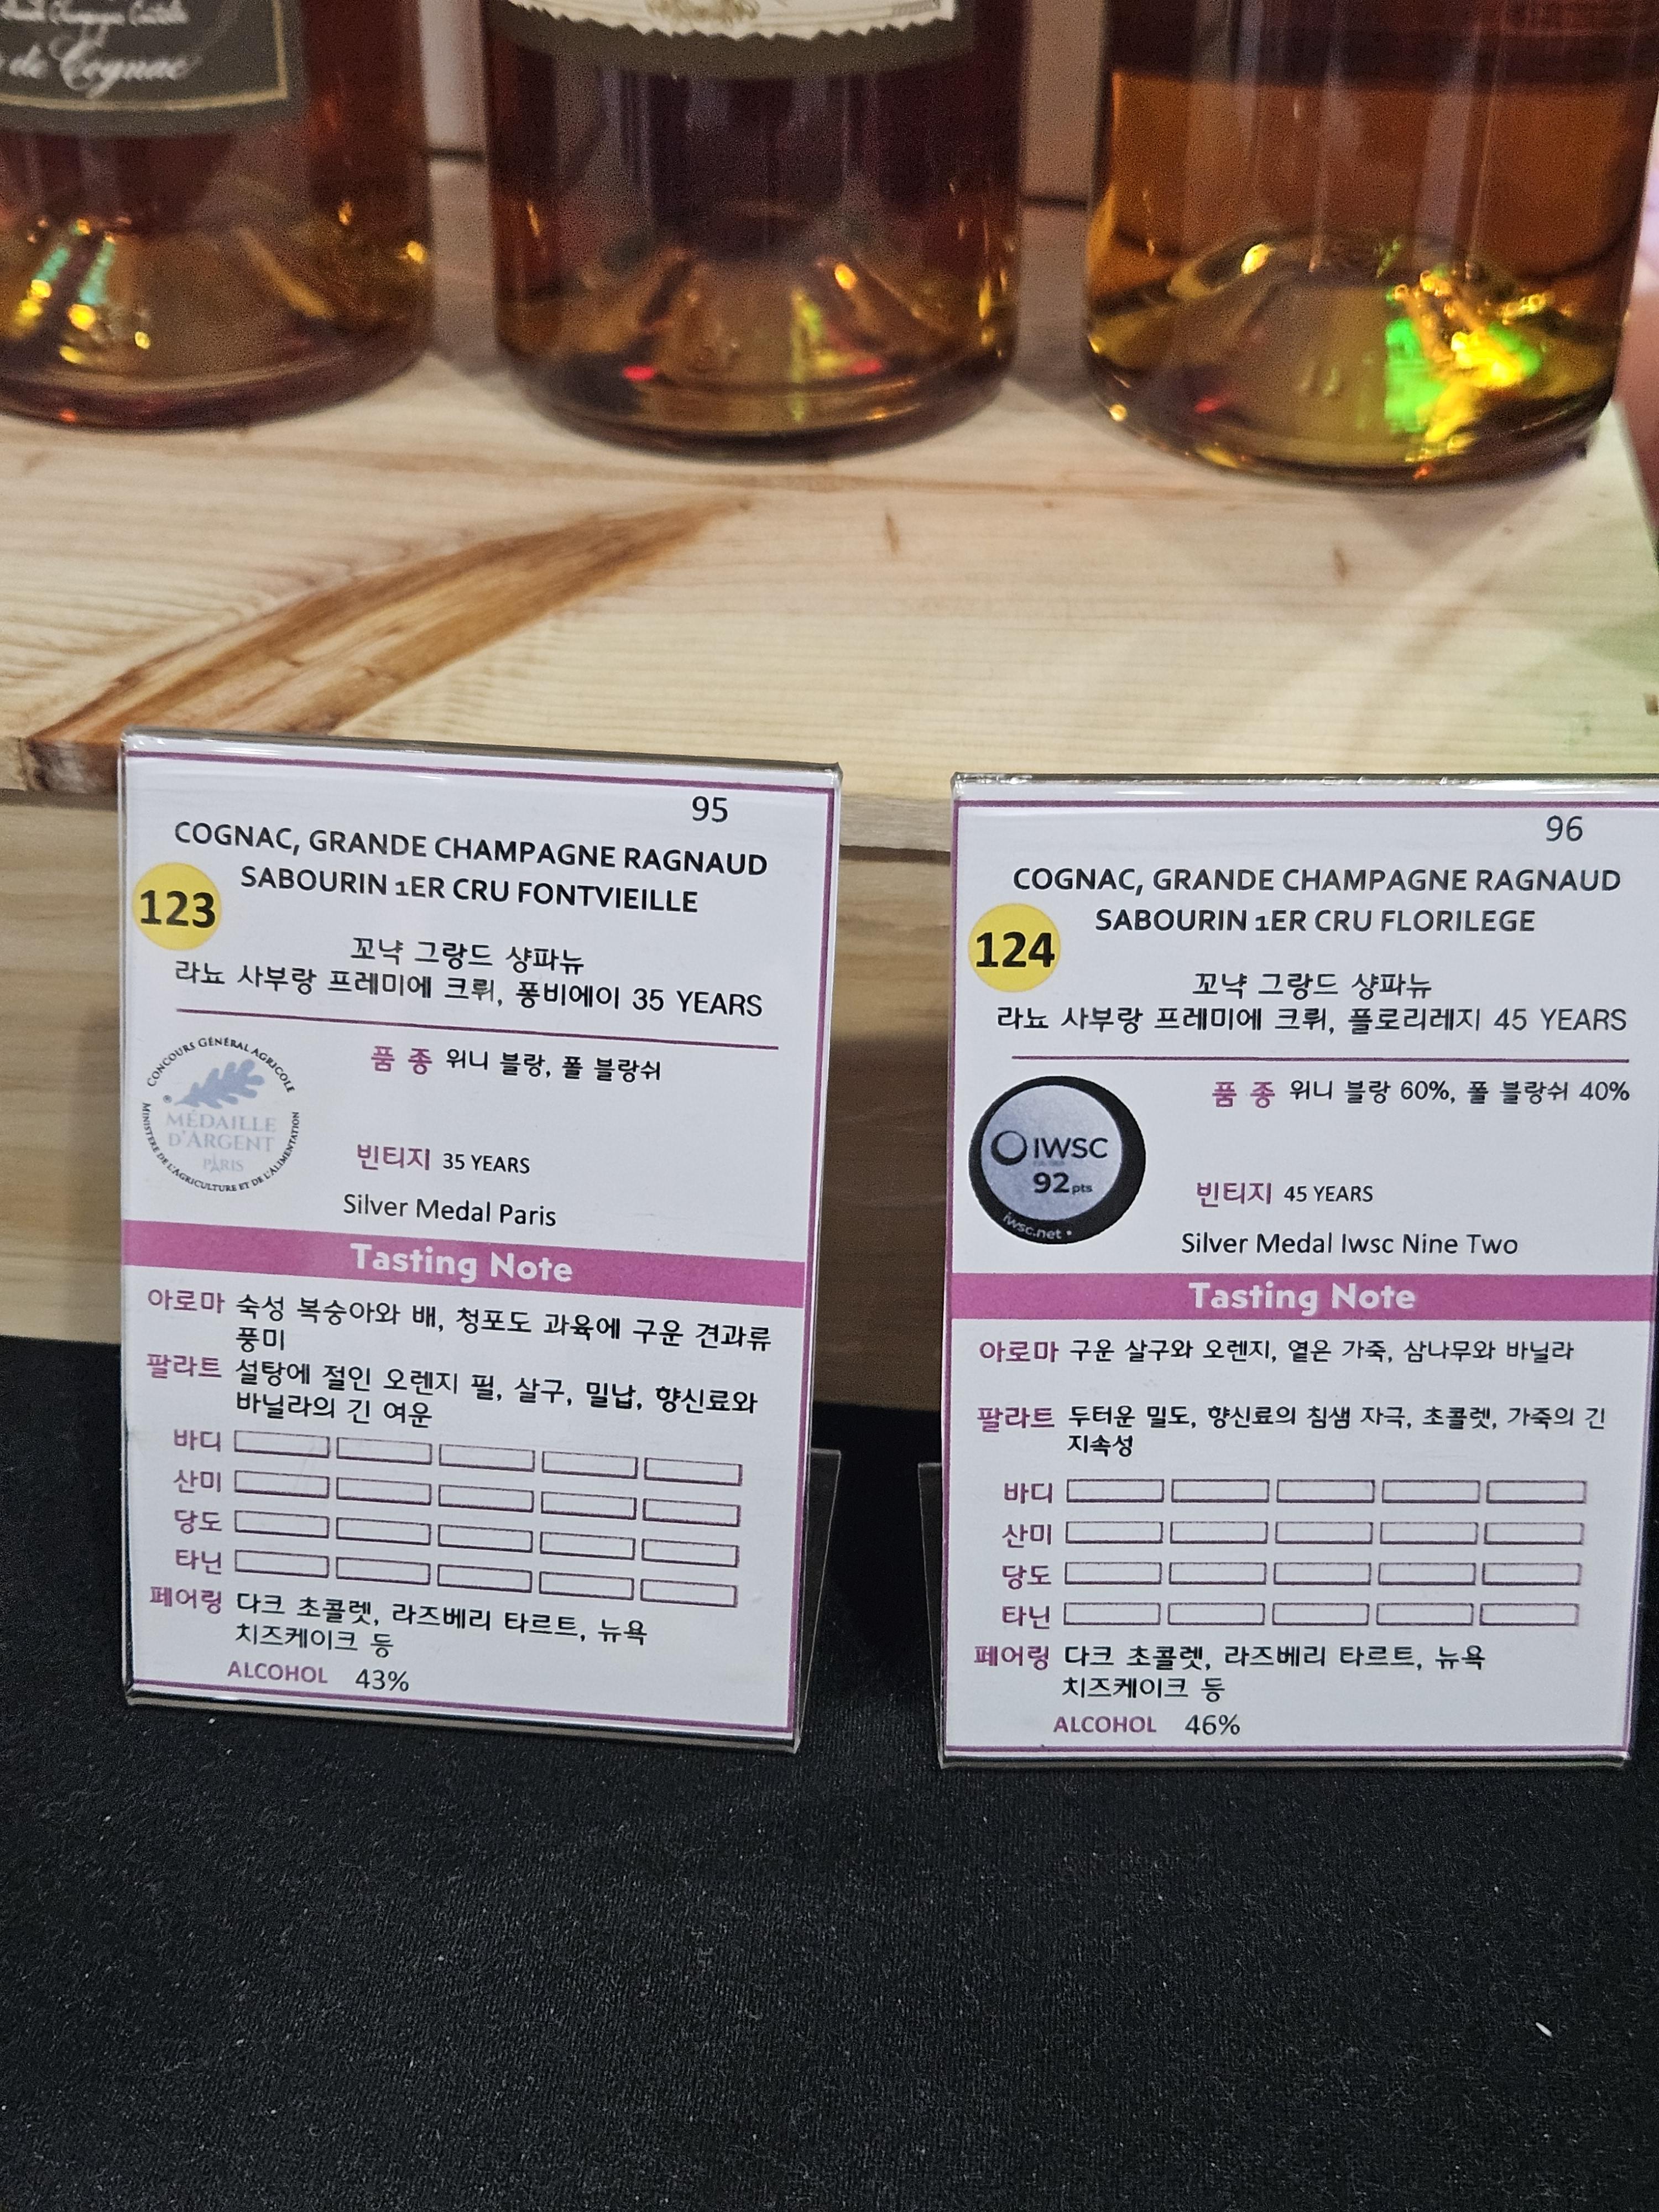 de Cognac
95
COGNAC, GRANDE CHAMPAGNE RAGNAUD
SABOURIN 1ER CRU FONTVIEILLE
123
꼬냑 그랑드 샹파뉴
라뇨 사부랑 프레미에 크뤼, 퐁비에이 35 YEARS
CONCOURS GÉNÉRAL AGRICOLE
MÉDAILLE
D'ARGENT
PARIS
MINISTÈRE DE L'AGRICULTURE ET DE L'ALIMENTATION
품 종 위니 블랑, 폴 블랑쉬
빈티지 35 YEARS
Silver Medal Paris
Tasting Note
아로마 숙성 복숭아와 배, 청포도 과육에 구운 견과류
풍미
팔라트 설탕에 절인 오렌지 필, 살구, 밀납, 향신료와
바닐라의 긴 여운
바디
산미
당도
타닌
페어링 다크 초콜렛, 라즈베리 타르트, 뉴욕
치즈케이크 등
ALCOHOL 43%
96
COGNAC, GRANDE CHAMPAGNE RAGNAUD
SABOURIN 1ER CRU FLORILEGE
124
꼬냑 그랑드 샹파뉴
라뇨 사부랑 프레미에 크뤼, 플로리레지 45 YEARS
품 종 위니 블랑 60%, 폴 블랑쉬 40%
IWSC
92 pts
iwsc.net
빈티지 45 YEARS
Silver Medal Iwsc Nine Two
Tasting Note
아로마 구운 살구와 오렌지, 옅은 가죽, 삼나무와 바닐라
팔라트 두터운 밀도, 향신료의 침샘 자극, 초콜렛, 가죽의 긴
지속성
바디
산미
당도
타닌
페어링 다크 초콜렛, 라즈베리 타르트, 뉴욕
치즈케이크 등
ALCOHOL 46%